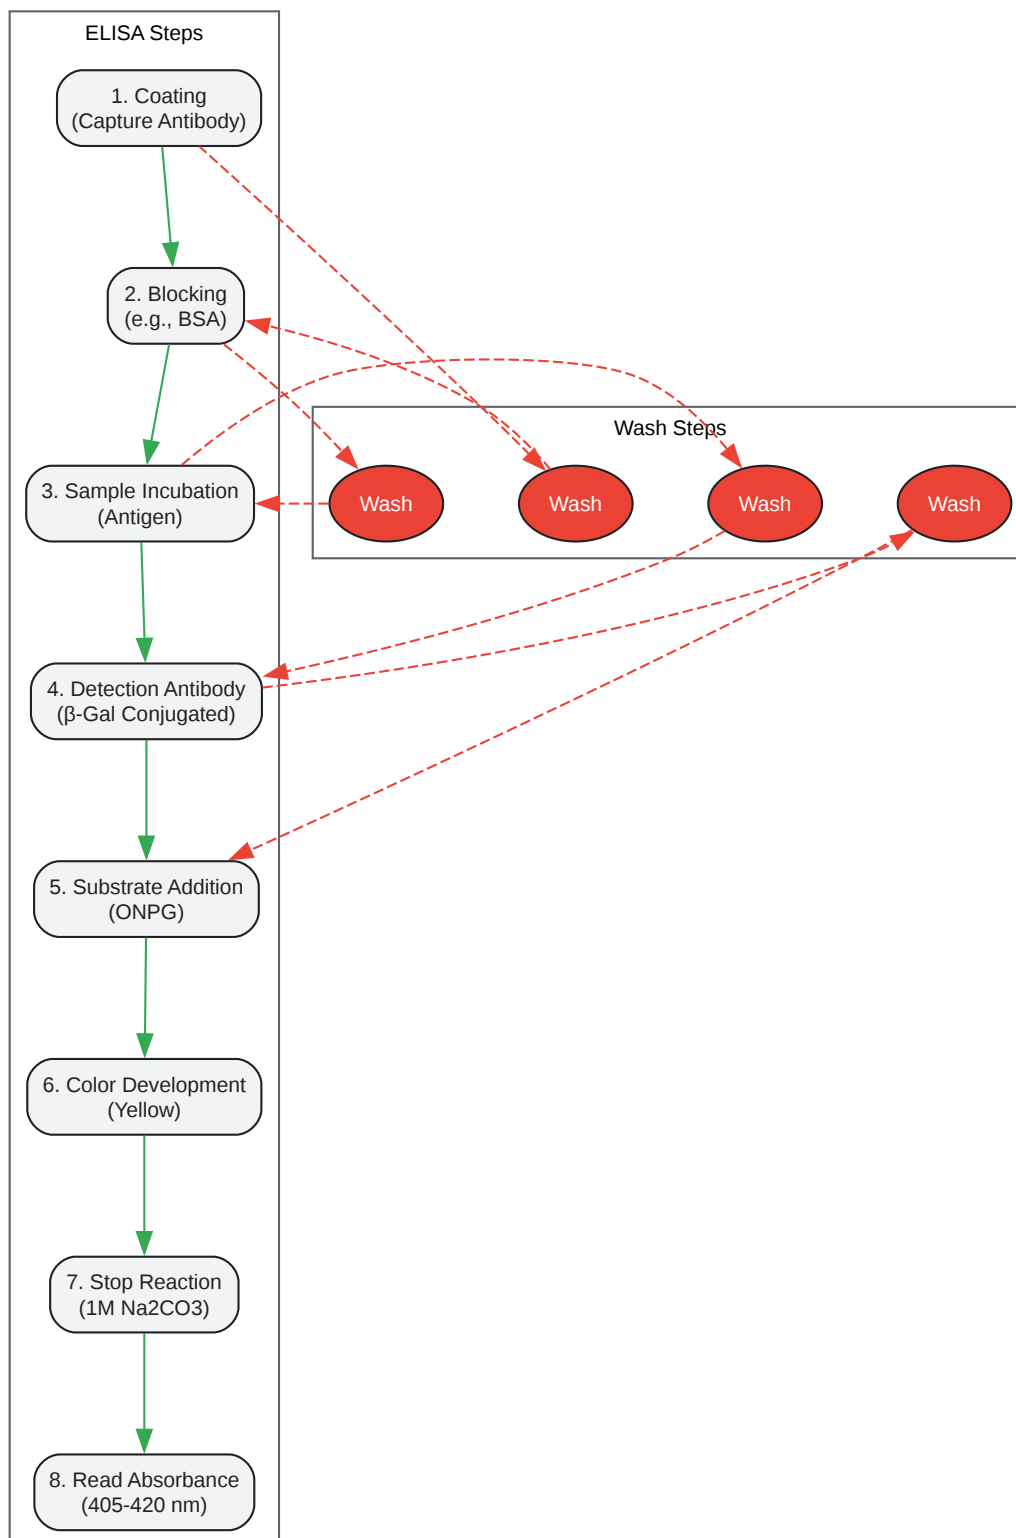 ELISA Steps
1. Coating
(Capture Antibody)
2. Blocking
(e.g., BSA)
Wash Steps
3. Sample Incubation
(Antigen)
Wash
Wash
Wash
Wash
4. Detection Antibody
(β-Gal Conjugated)
5. Substrate Addition
(ONPG)
6. Color Development
(Yellow)
7. Stop Reaction
(1M Na2CO3)
8. Read Absorbance
(405-420 nm)